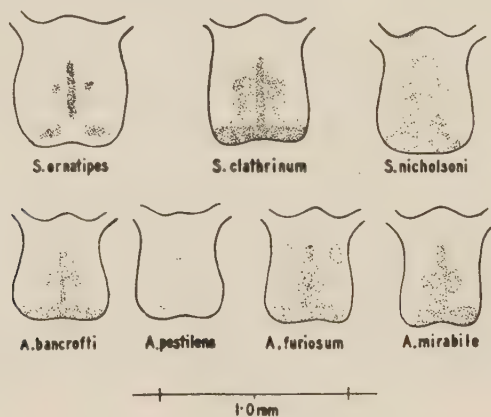 S. ornatipes S. clathrinum S. nicholsoni
A. bancrofti A. pestilens A. furiosum A. mirabile
1·0 mm